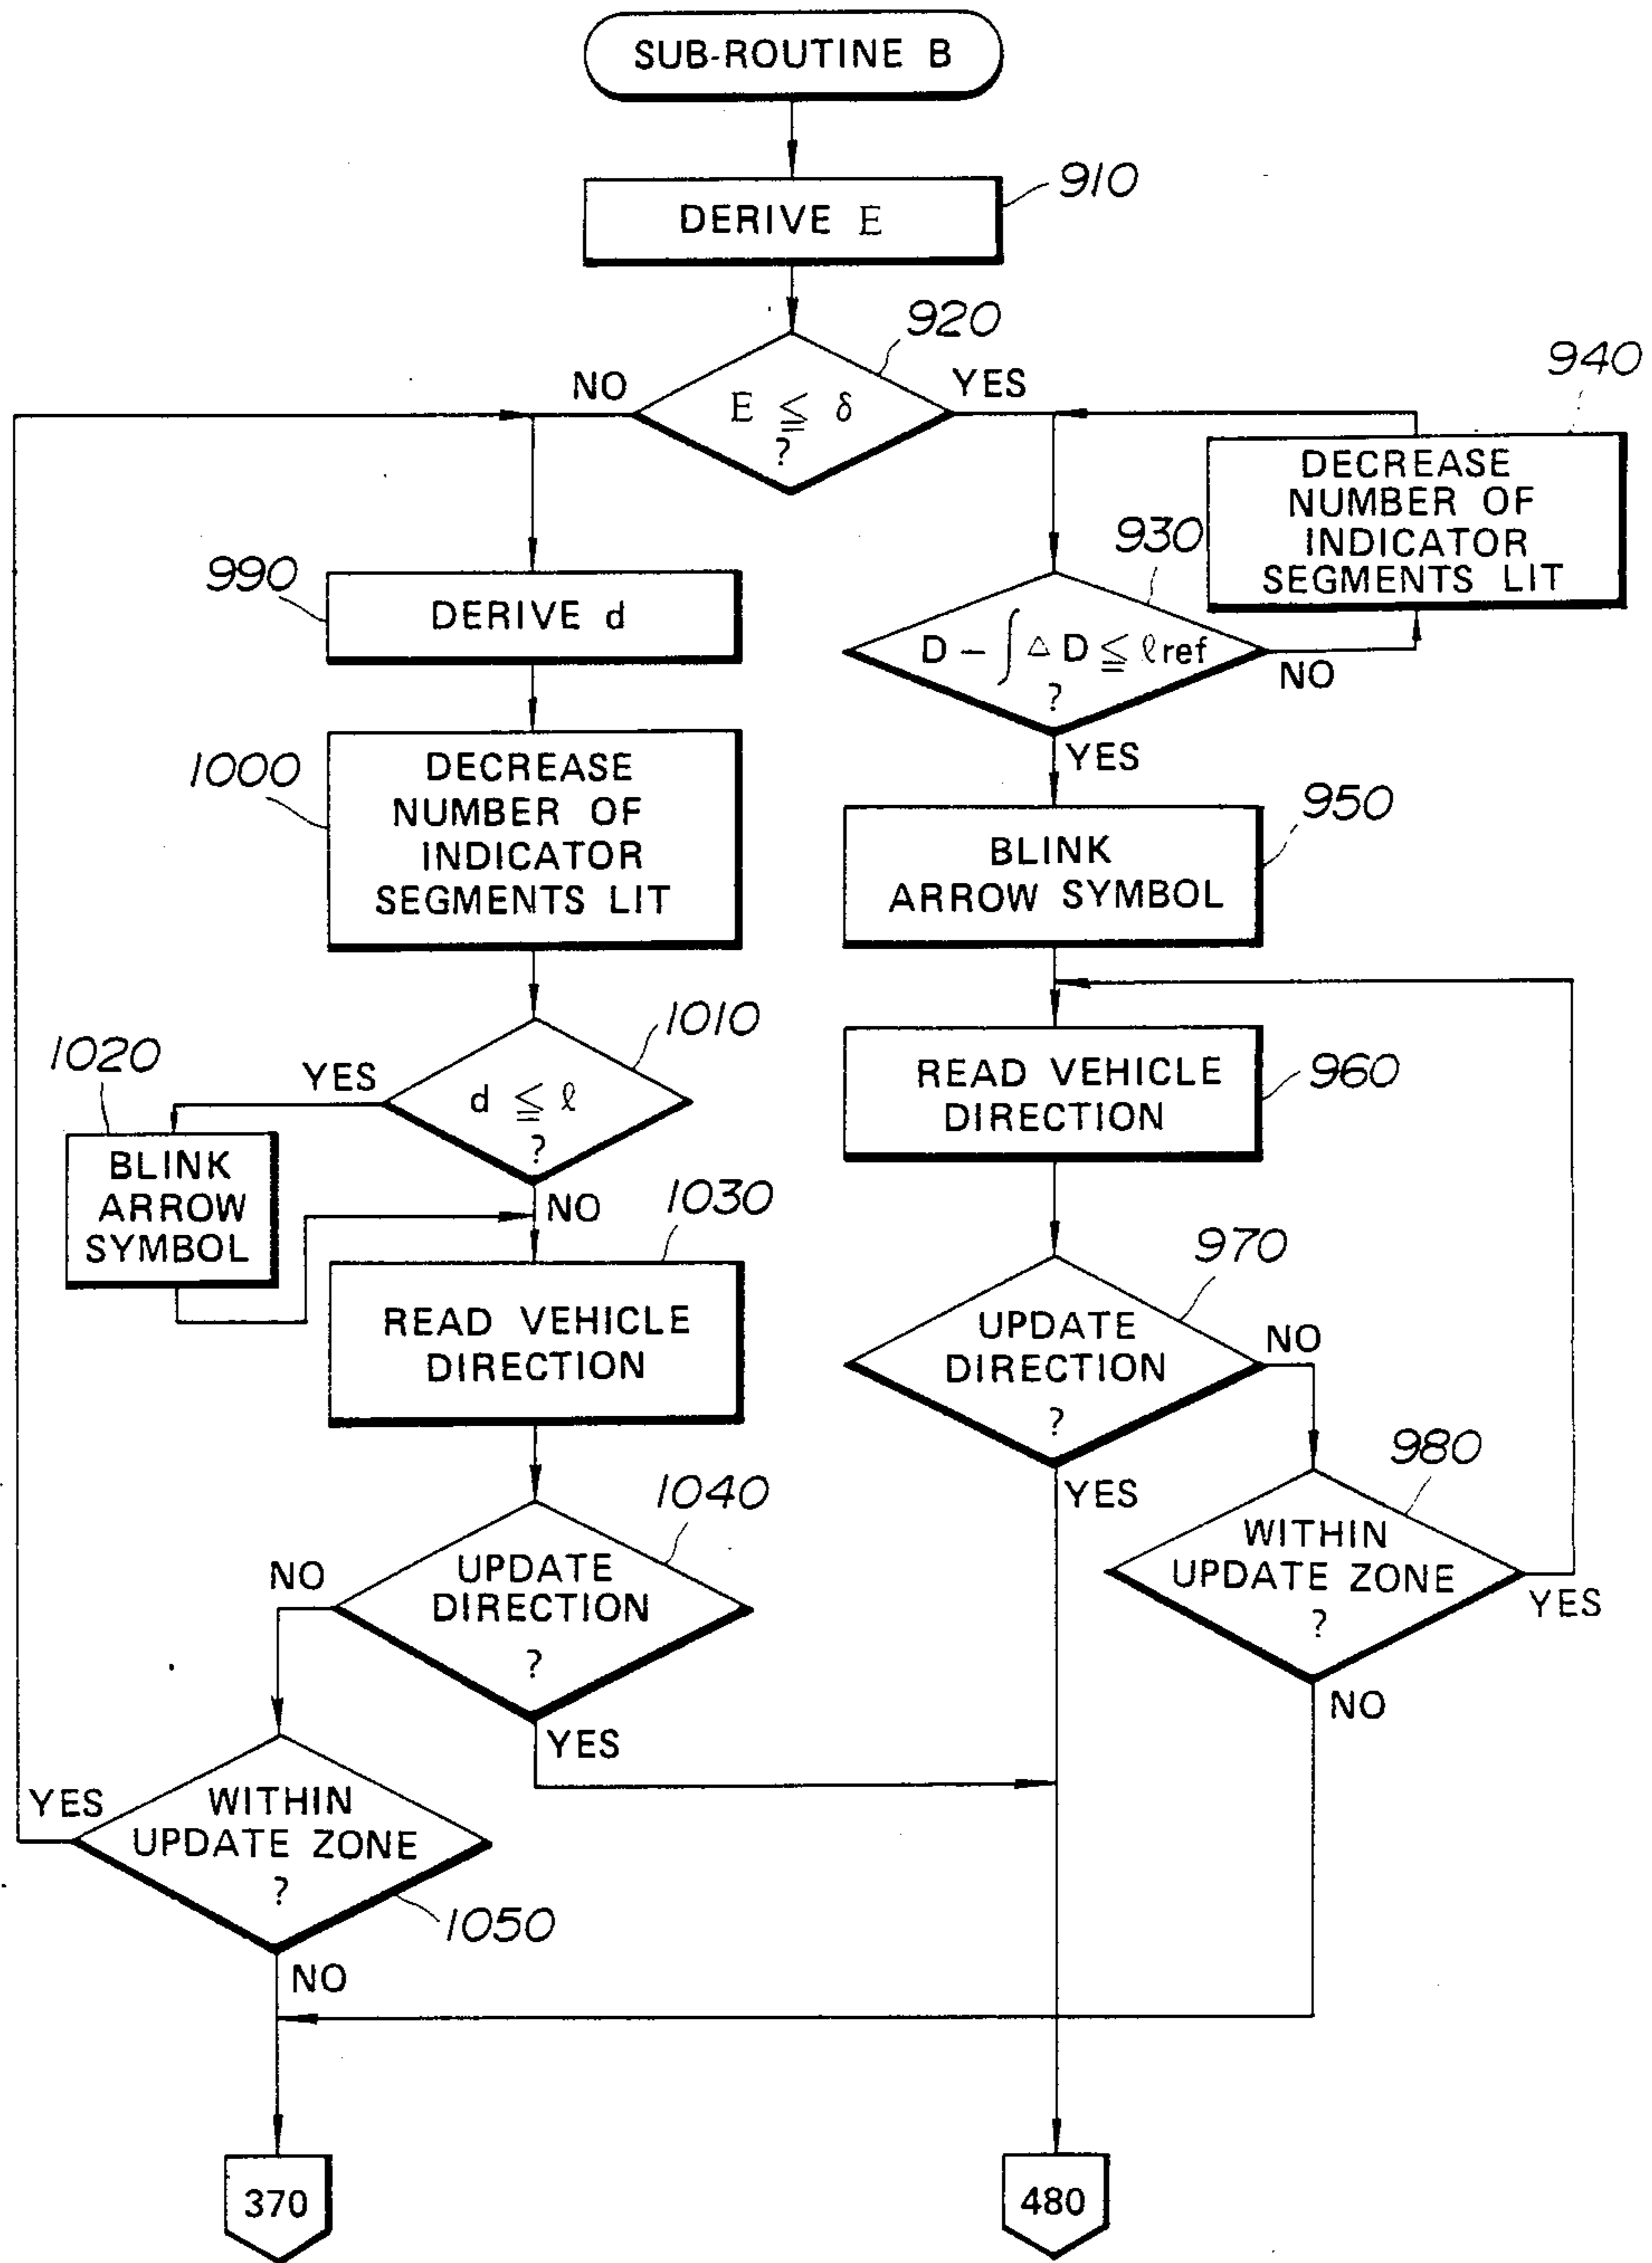 SUB-ROUTINE B
910
DERIVE E
920
NO
YES
E ≦ δ
?
940
DECREASE
NUMBER OF
INDICATOR
SEGMENTS LIT
930
D − ∫ △ D ≦ ℓref
?
NO
YES
990
DERIVE d
1000
DECREASE
NUMBER OF
INDICATOR
SEGMENTS LIT
950
BLINK
ARROW SYMBOL
1010
YES
d ≦ ℓ
?
NO
1020
BLINK
ARROW
SYMBOL
960
READ VEHICLE
DIRECTION
1030
READ VEHICLE
DIRECTION
970
UPDATE
DIRECTION
?
NO
YES
980
WITHIN
UPDATE ZONE
?
YES
NO
1040
NO
UPDATE
DIRECTION
?
YES
YES
WITHIN
UPDATE ZONE
?
1050
NO
370
480